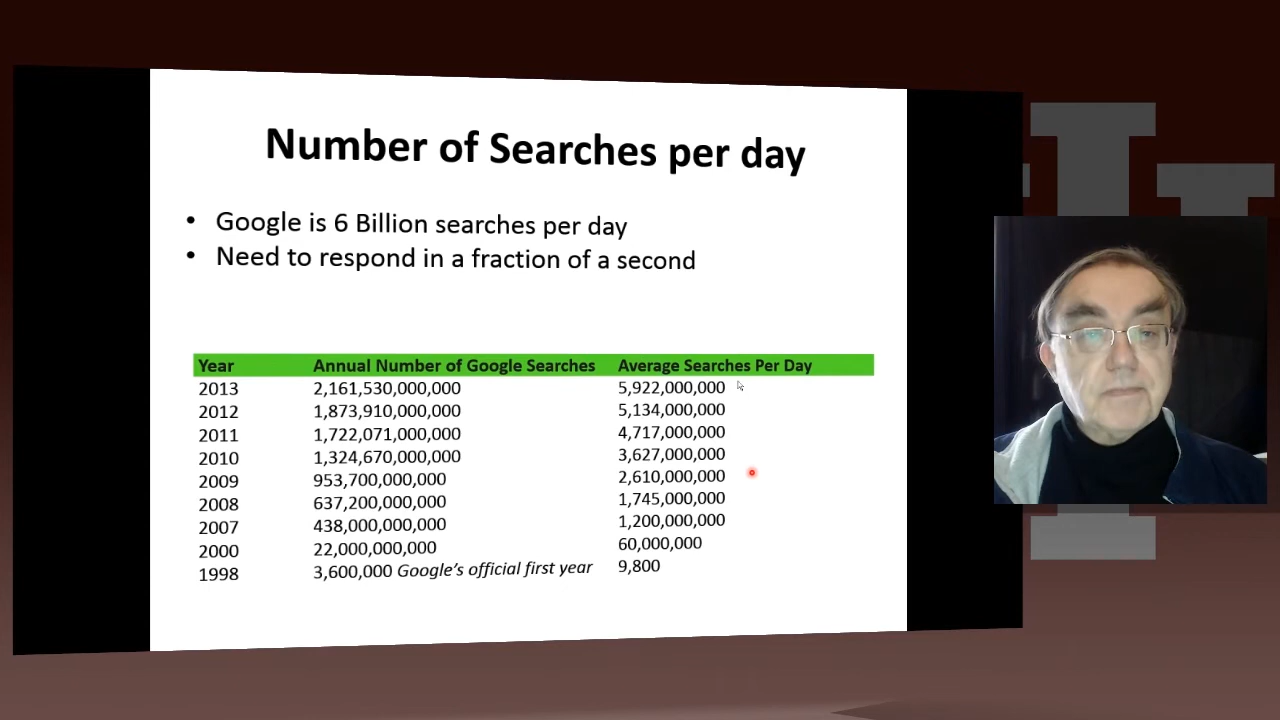 Number of Searches per day
• Google is 6 Billion searches per day
• Need to respond in a fraction of a second
Year Annual Number of Google Searches Average Searches Per Day
2013 2,161,530,000,000 5,922,000,000
2012 1,873,910,000,000 5,134,000,000
2011 1,722,071,000,000 4,717,000,000
2010 1,324,670,000,000 3,627,000,000
2009 953,700,000,000 2,610,000,000
2008 637,200,000,000 1,745,000,000
2007 438,000,000,000 1,200,000,000
2000 22,000,000,000 60,000,000
1998 3,600,000 Google's official first year 9,800